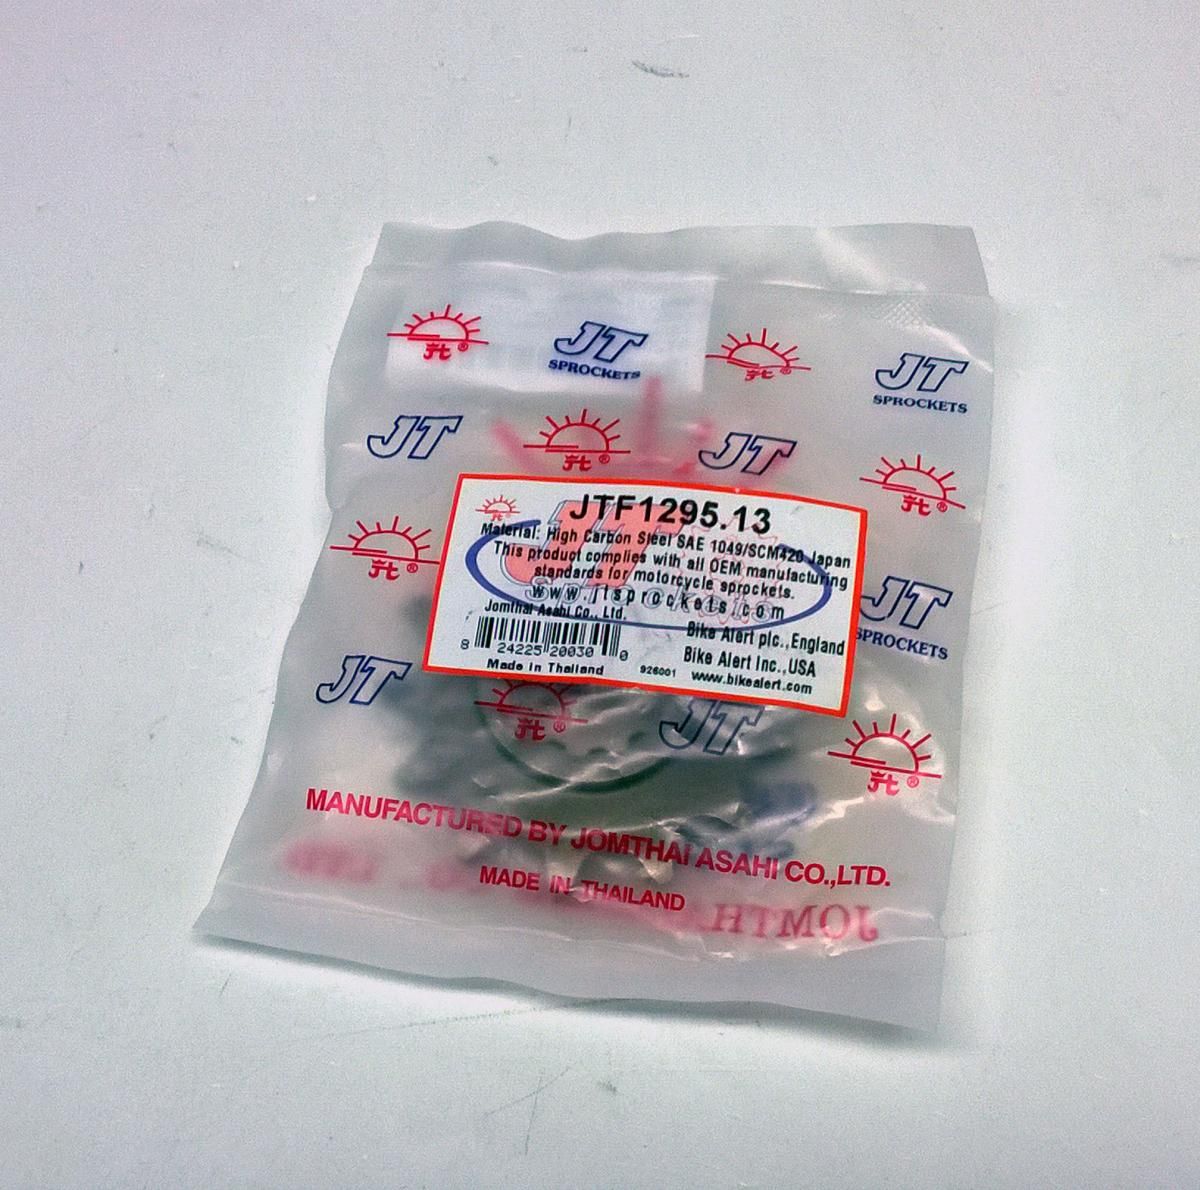 JT
SPROCKETS
JT
SPROCKETS
JT
JT
JTF1295.13
Material: High Carbon Steel SAE 1049/SCM420 Japan
This product complies with all OEM manufacturing
standards for motorcycle sprockets.
www.jtsprockets.com
Jomthai Asahi Co., Ltd.
Bike Alert plc.,England
8 24225 20030 0
Bike Alert Inc.,USA
Made in Thailand
926001
www.bikealert.com
JT
SPROCKETS
JT
JT
MANUFACTURED BY JOMTHAI ASAHI CO.,LTD.
MADE IN THAILAND
JOMTH